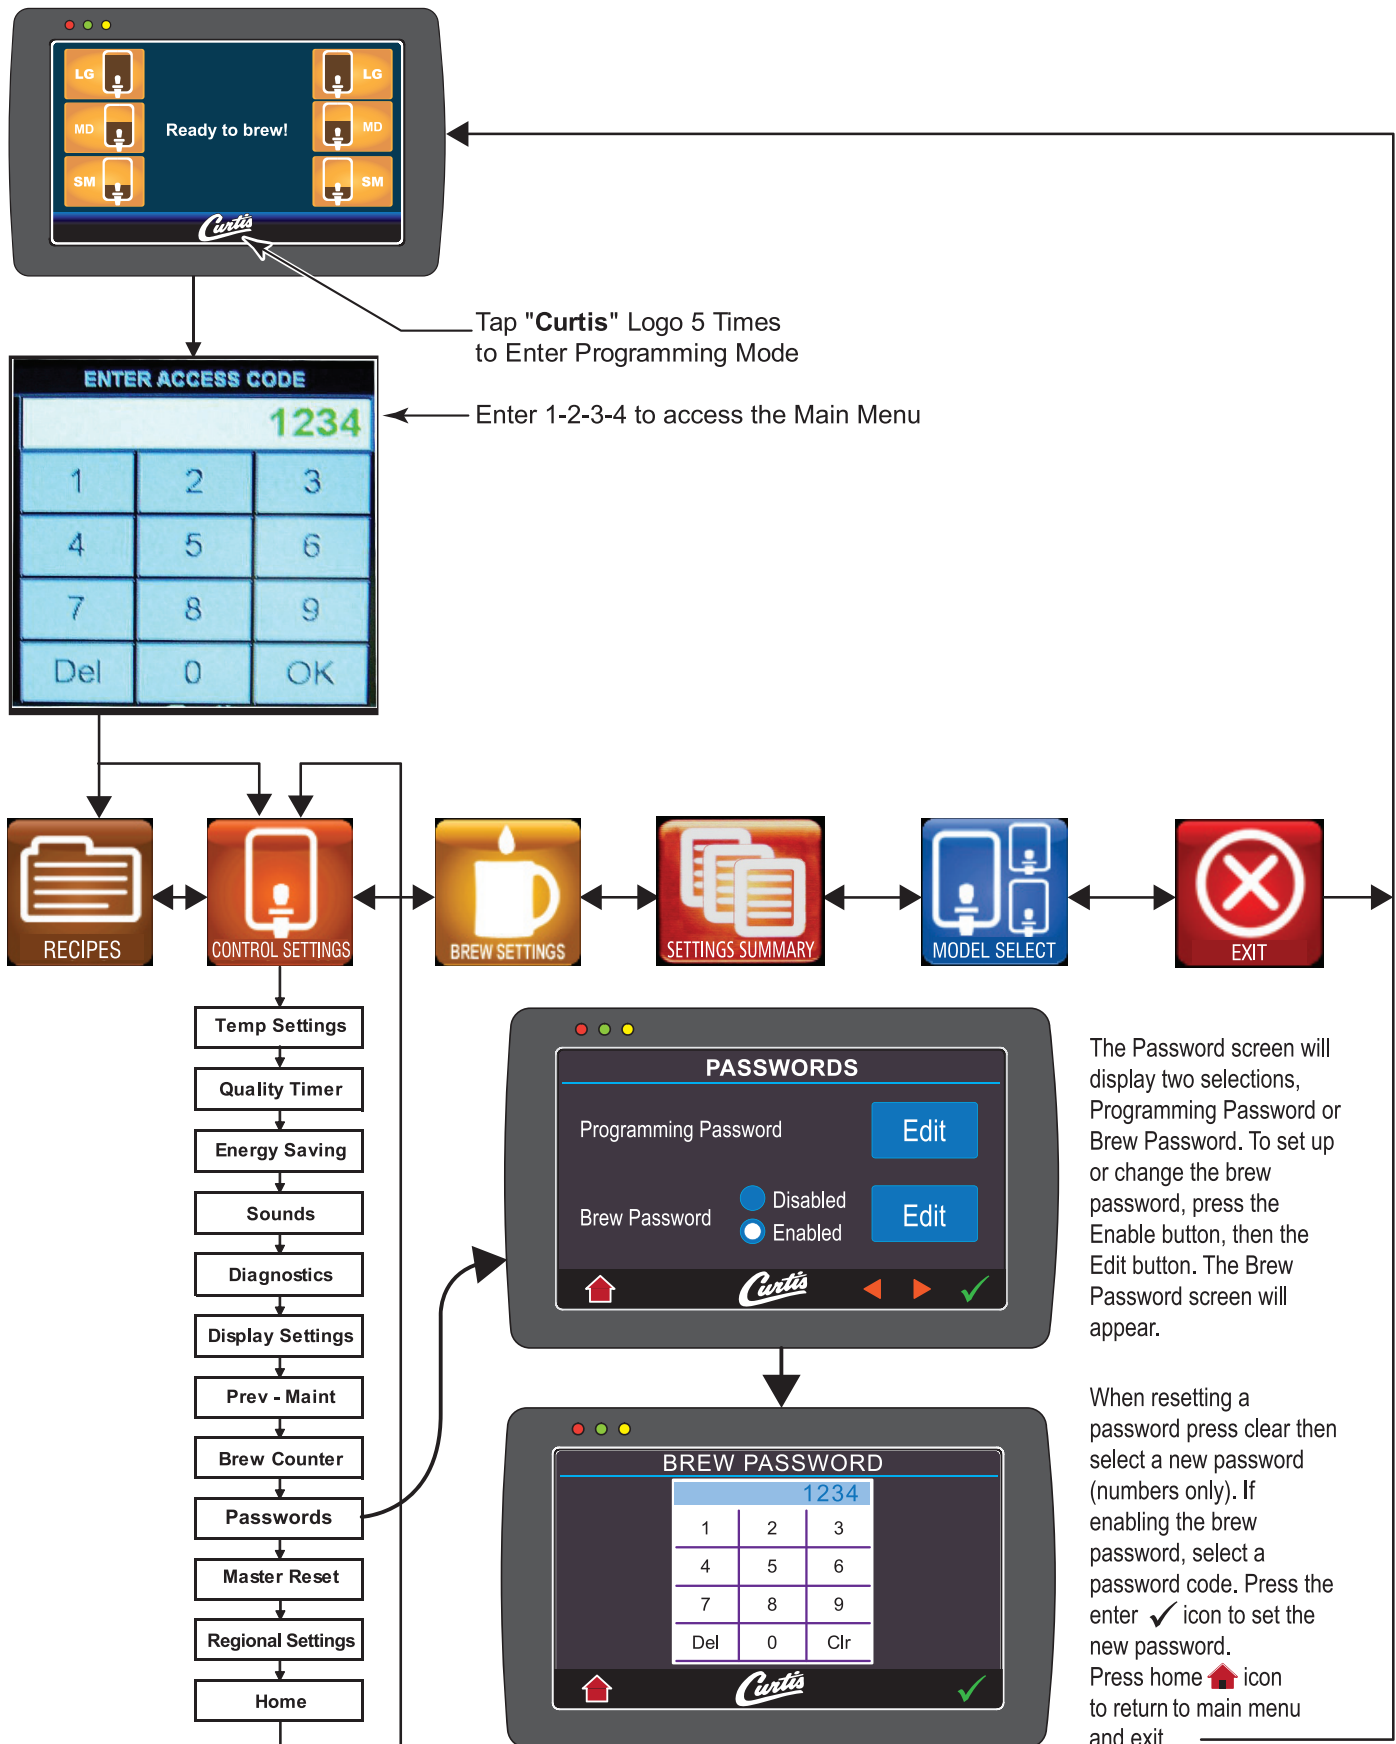 LG
LG
MD
Ready to brew!
MD
SM
SM
Curtis
Tap "Curtis" Logo 5 Times
to Enter Programming Mode
ENTER ACCESS CODE
1234
Enter 1-2-3-4 to access the Main Menu
1 2 3
4 5 6
7 8 9
Del 0 OK
RECIPES
CONTROL SETTINGS
BREW SETTINGS
SETTINGS SUMMARY
MODEL SELECT
EXIT
Temp Settings
Quality Timer
Energy Saving
Sounds
Diagnostics
Display Settings
Prev - Maint
Brew Counter
Passwords
Master Reset
Regional Settings
Home
PASSWORDS
Programming Password
Edit
Brew Password
Disabled
Enabled
Edit
Curtis
BREW PASSWORD
1234
1 2 3
4 5 6
7 8 9
Del 0 Clr
Curtis
The Password screen will
display two selections,
Programming Password or
Brew Password. To set up
or change the brew
password, press the
Enable button, then the
Edit button. The Brew
Password screen will
appear.
When resetting a
password press clear then
select a new password
(numbers only). If
enabling the brew
password, select a
password code. Press the
enter ✓ icon to set the
new password.
Press home icon
to return to main menu
and exit